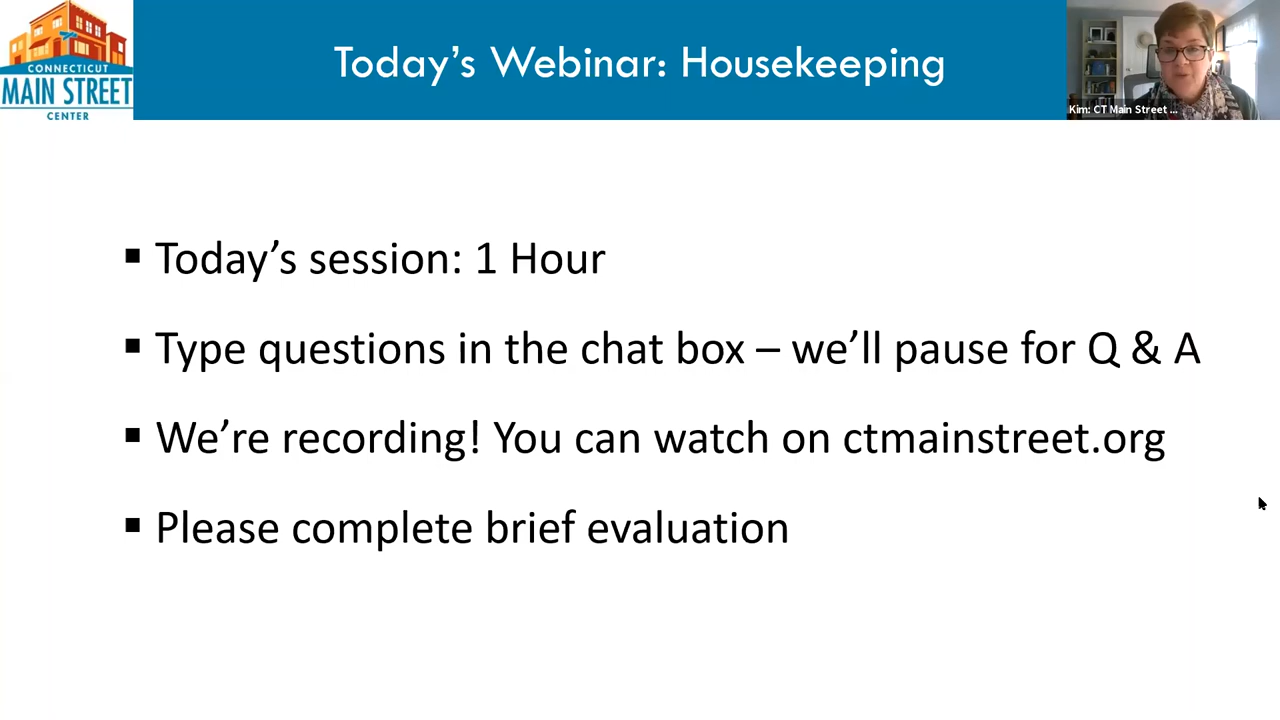 CONNECTICUT
MAIN STREET
CENTER
Today’s Webinar: Housekeeping
Kim: CT Main Street ...
▪ Today’s session: 1 Hour
▪ Type questions in the chat box – we’ll pause for Q & A
▪ We’re recording! You can watch on ctmainstreet.org
▪ Please complete brief evaluation